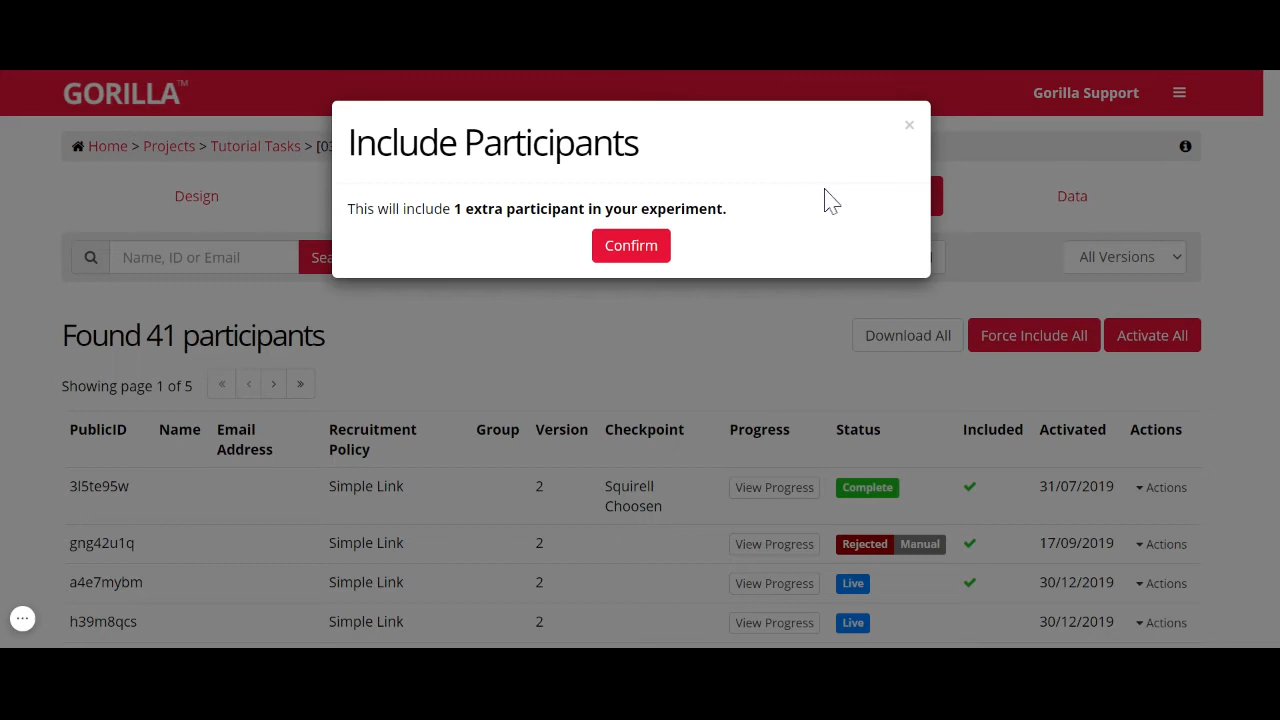 GORILLA™
Gorilla Support
Include Participants
×
Home > Projects > Tutorial Tasks > [03
Design
Data
This will include 1 extra participant in your experiment.
Confirm
Name, ID or Email
Sea
All Versions
Found 41 participants
Download All
Force Include All
Activate All
Showing page 1 of 5
« ‹ › »
PublicID Name Email Address Recruitment Policy Group Version Checkpoint Progress Status Included Activated Actions
3l5te95w Simple Link 2 Squirell Choosen View Progress Complete 31/07/2019 Actions
gng42u1q Simple Link 2 View Progress Rejected Manual 17/09/2019 Actions
a4e7mybm Simple Link 2 View Progress Live 30/12/2019 Actions
h39m8qcs Simple Link 2 View Progress Live 30/12/2019 Actions